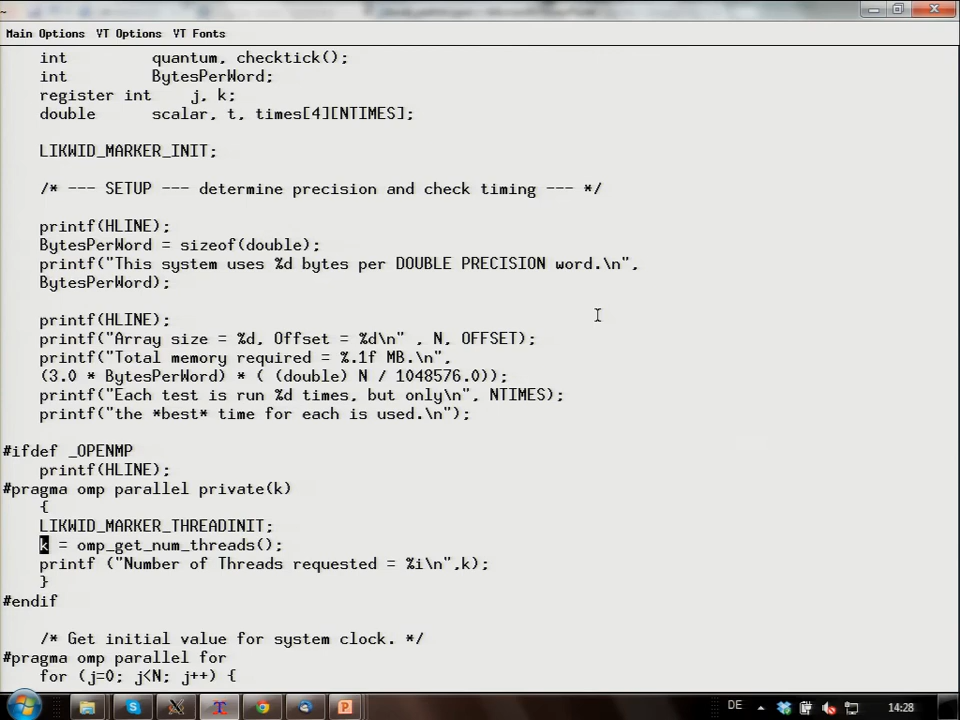 ~
Main Options VT Options VT Fonts
int quantum, checktick();
int BytesPerWord;
register int j, k;
double scalar, t, times[4][NTIMES];
LIKWID_MARKER_INIT;
/* --- SETUP --- determine precision and check timing --- */
printf(HLINE);
BytesPerWord = sizeof(double);
printf("This system uses %d bytes per DOUBLE PRECISION word.\n",
BytesPerWord);
printf(HLINE);
printf("Array size = %d, Offset = %d\n" , N, OFFSET);
printf("Total memory required = %.1f MB.\n",
(3.0 * BytesPerWord) * ( (double) N / 1048576.0));
printf("Each test is run %d times, but only\n", NTIMES);
printf("the *best* time for each is used.\n");
#ifdef _OPENMP
printf(HLINE);
#pragma omp parallel private(k)
{
LIKWID_MARKER_THREADINIT;
k = omp_get_num_threads();
printf ("Number of Threads requested = %i\n",k);
}
#endif
/* Get initial value for system clock. */
#pragma omp parallel for
for (j=0; j<N; j++) {
DE 14:28